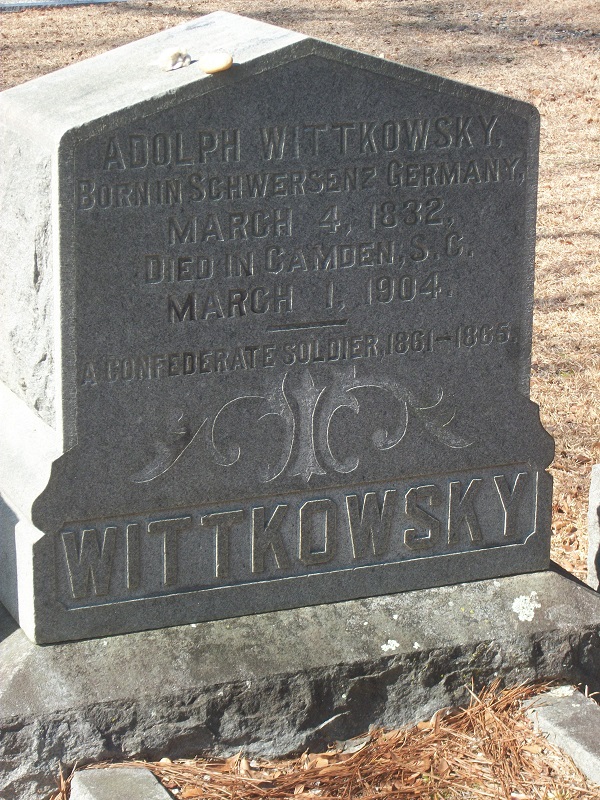 ADOLPH WITTKOWSKY,
BORN IN SCHWERSENZ GERMANY,
MARCH 4, 1832,
DIED IN CAMDEN, S. C.
MARCH 1, 1904.
A CONFEDERATE SOLDIER, 1861–1865.
WITTKOWSKY